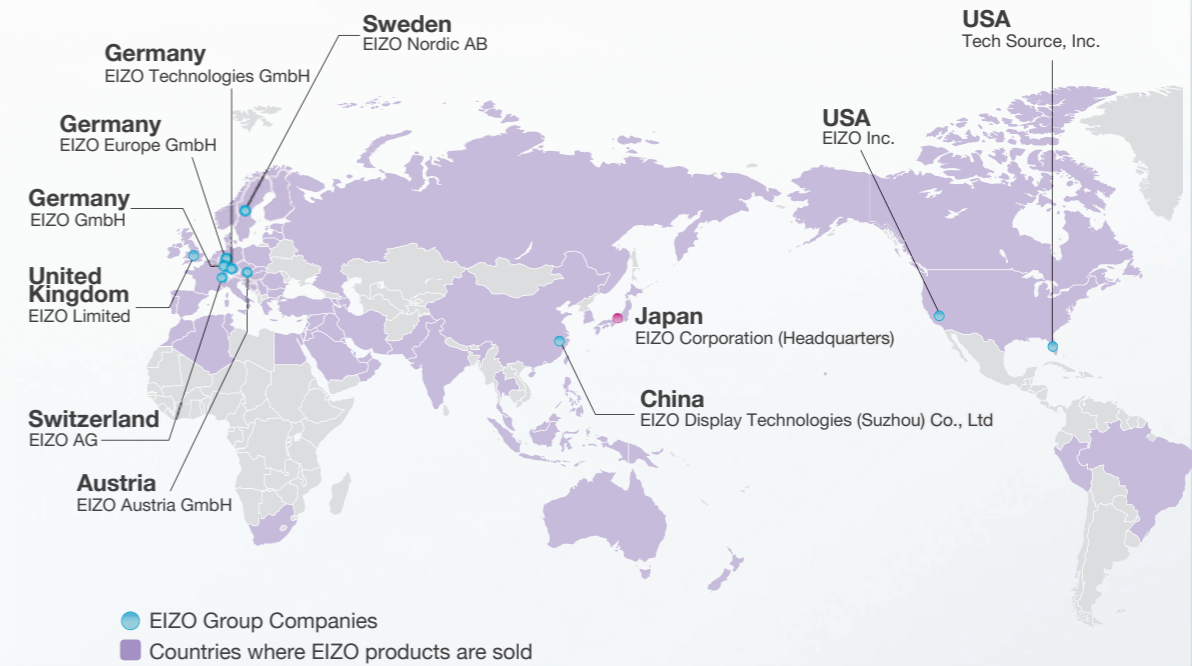 Sweden
EIZO Nordic AB
Germany
EIZO Technologies GmbH
Germany
EIZO Europe GmbH
Germany
EIZO GmbH
United
Kingdom
EIZO Limited
Switzerland
EIZO AG
Austria
EIZO Austria GmbH
USA
Tech Source, Inc.
USA
EIZO Inc.
Japan
EIZO Corporation (Headquarters)
China
EIZO Display Technologies (Suzhou) Co., Ltd
EIZO Group Companies
Countries where EIZO products are sold